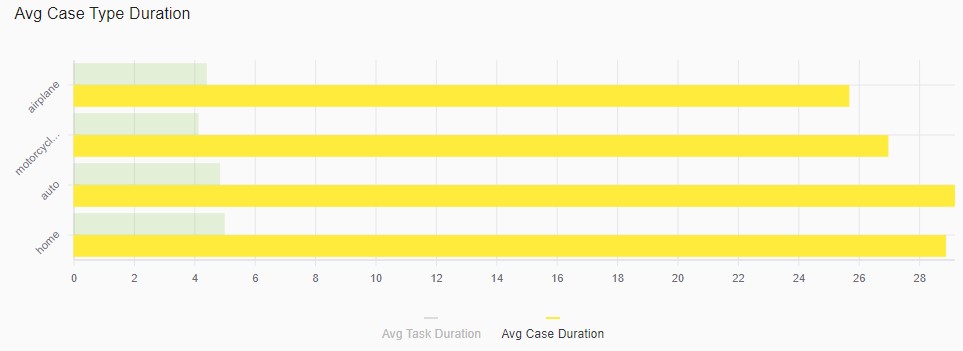 Avg Case Type Duration
airplane
motorcycl...
auto
home
0 2 4 6 8 10 12 14 16 18 20 22 24 26 28
Avg Task Duration Avg Case Duration